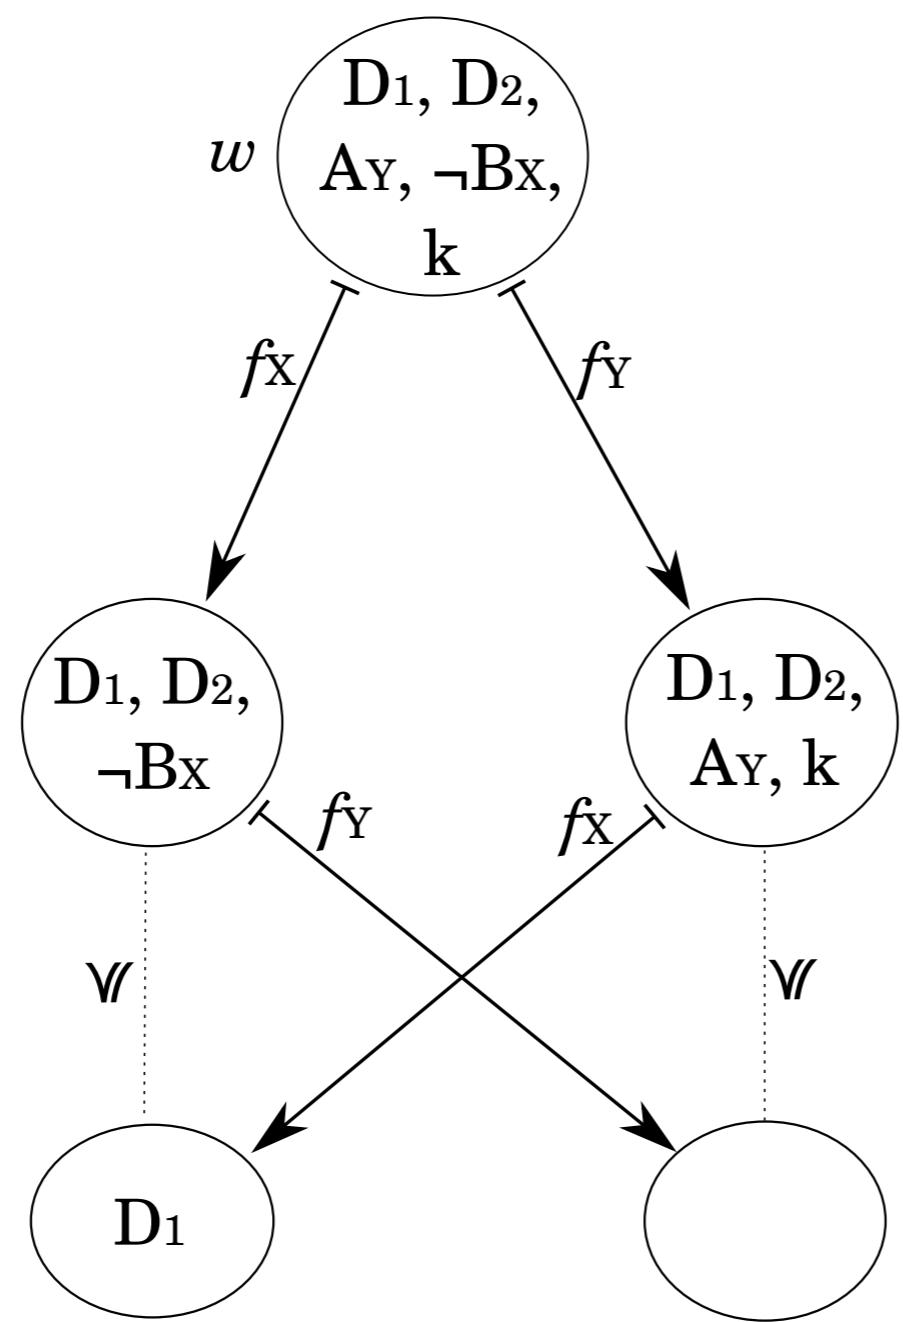 D1, D2,
w
AY, ¬BX,
k
fX
fY
D1, D2,
¬BX
D1, D2,
AY, k
fY
fX
D1